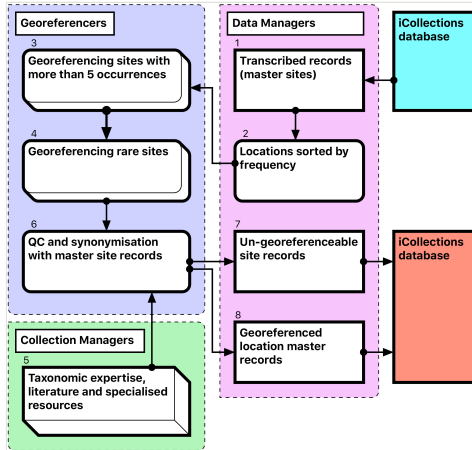 Georeferencers
3
Georeferencing sites with
more than 5 occurrences
4
Georeferencing rare sites
6
QC and synonymisation
with master site records
Collection Managers
5
Taxonomic expertise,
literature and specialised
resources
Data Managers
1
Transcribed records
(master sites)
2
Locations sorted by
frequency
7
Un-georeferenceable
site records
8
Georeferenced
location master
records
iCollections
database
iCollections
database